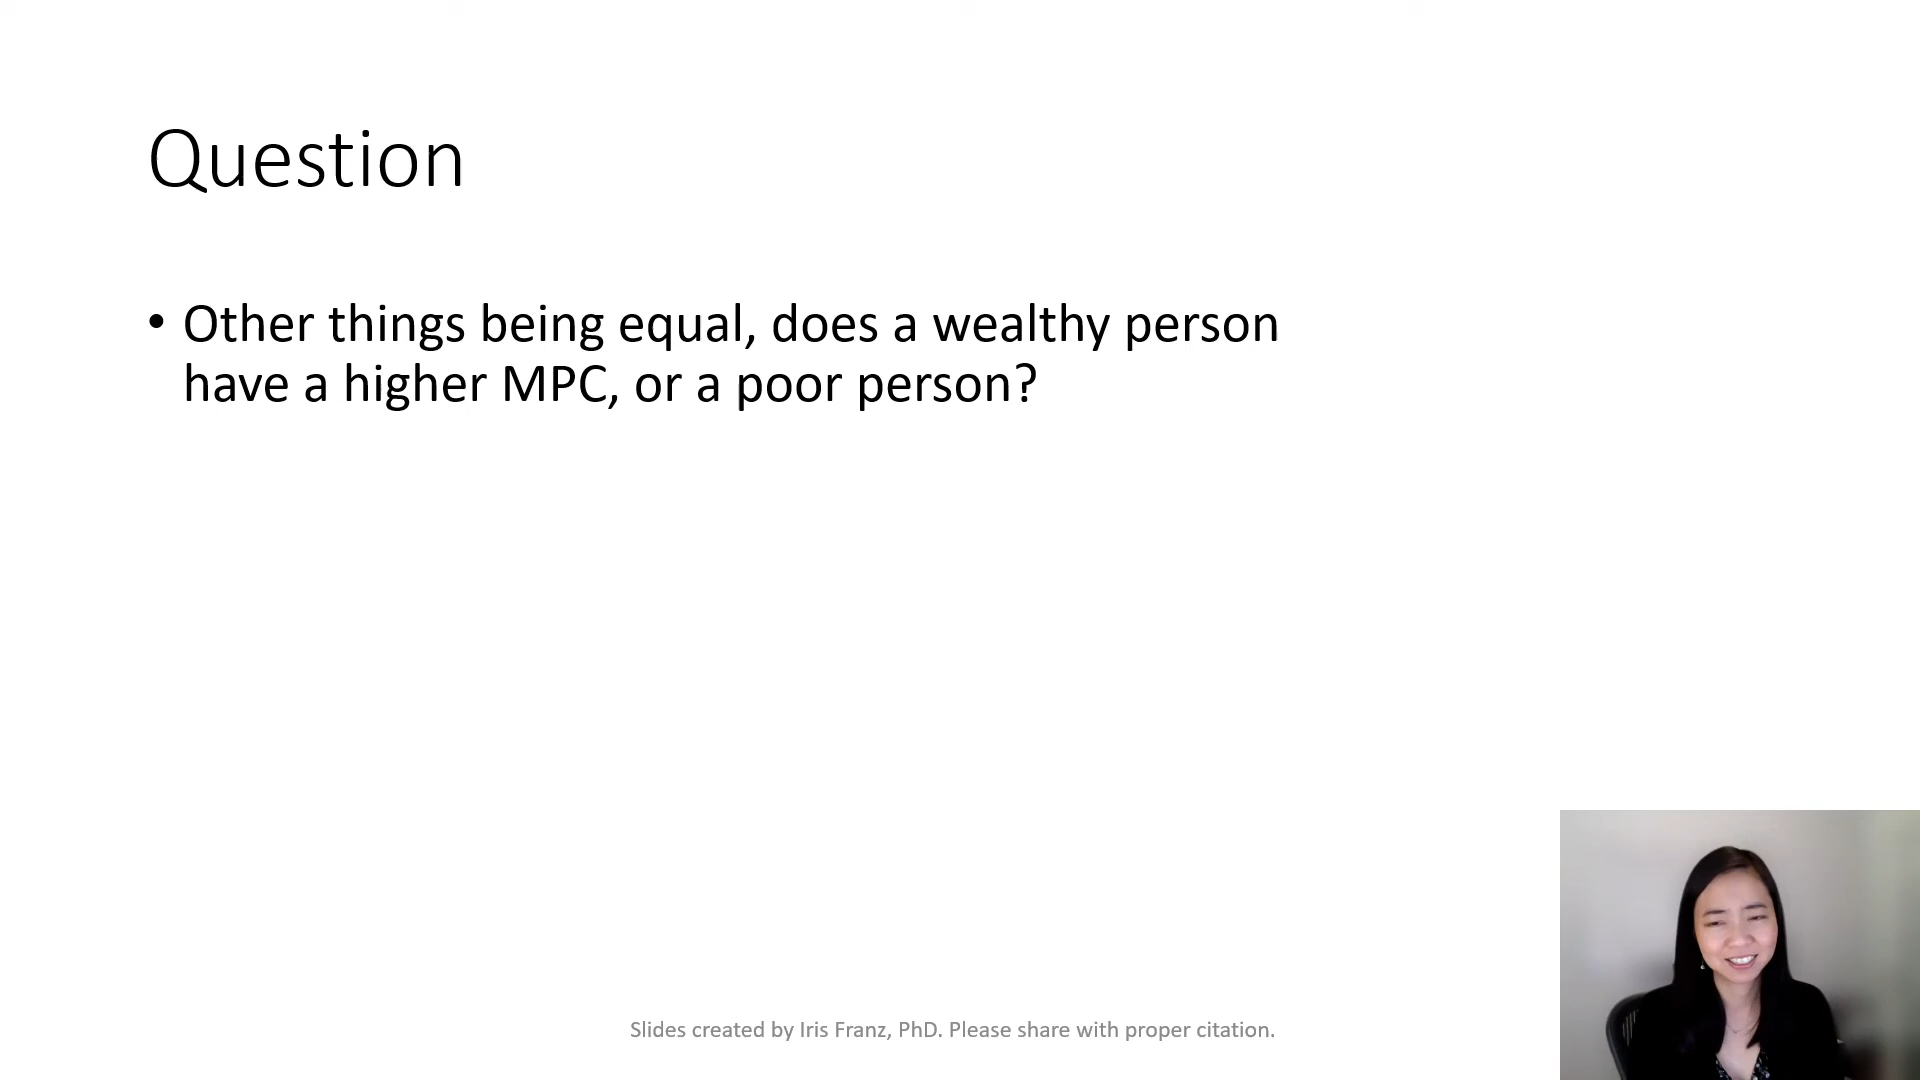 Question
• Other things being equal, does a wealthy person
have a higher MPC, or a poor person?
Slides created by Iris Franz, PhD. Please share with proper citation.